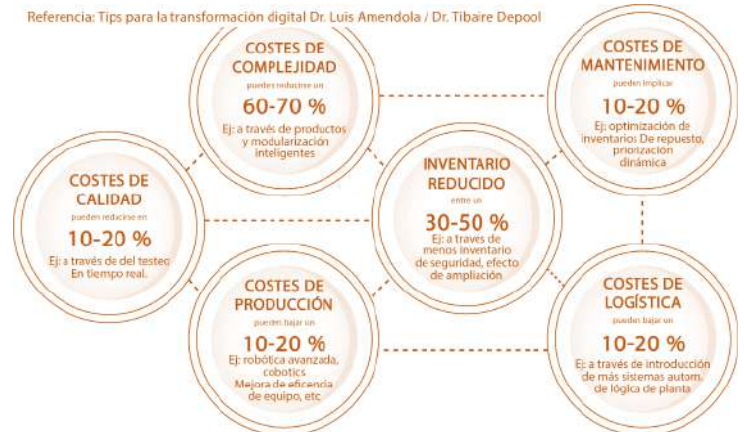 Referencia: Tips para la transformación digital Dr. Luis Amendola / Dr. Tibaire Depool
COSTES DE
COMPLEJIDAD
pueden reducirse un
60-70 %
Ej: a través de productos
y modularización
inteligentes
COSTES DE
MANTENIMIENTO
pueden implicar
10-20 %
Ej: optimización de
inventarios De repuesto,
priorización
dinámica
COSTES DE
CALIDAD
pueden reducirse en
10-20 %
Ej: a través de del testeo
En tiempo real.
INVENTARIO
REDUCIDO
entre un
30-50 %
Ej: a traves de
menos inventario
de seguridad, efecto
de ampliación
COSTES DE
PRODUCCIÓN
pueden bajar un
10-20 %
Ej: robótica avanzada,
cobotics
Mejora de eficencia
de equipo, etc
COSTES DE
LOGÍSTICA
pueden bajar un
10-20 %
Ej: a través de introducción
de más sistemas autom.
de lógica de planta